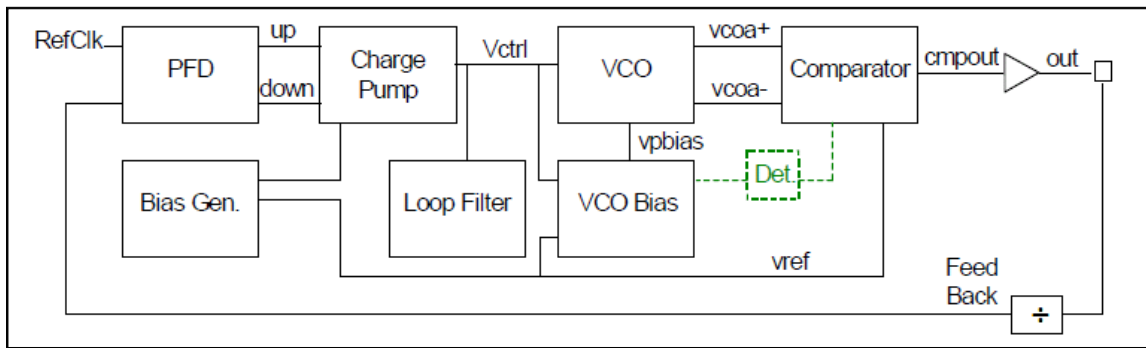 RefClk
PFD
up
down
Charge
Pump
Vctrl
VCO
vcoa+
vcoa-
Comparator
cmpout
out
vpbias
Bias Gen.
Loop Filter
VCO Bias
Det.
vref
Feed
Back
÷